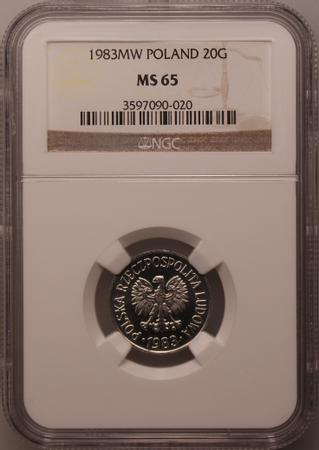 1983MW POLAND 20G
MS 65
3597090-020
NGC
POLSKA RZECZPOSPOLITA LUDOWA
·1983·